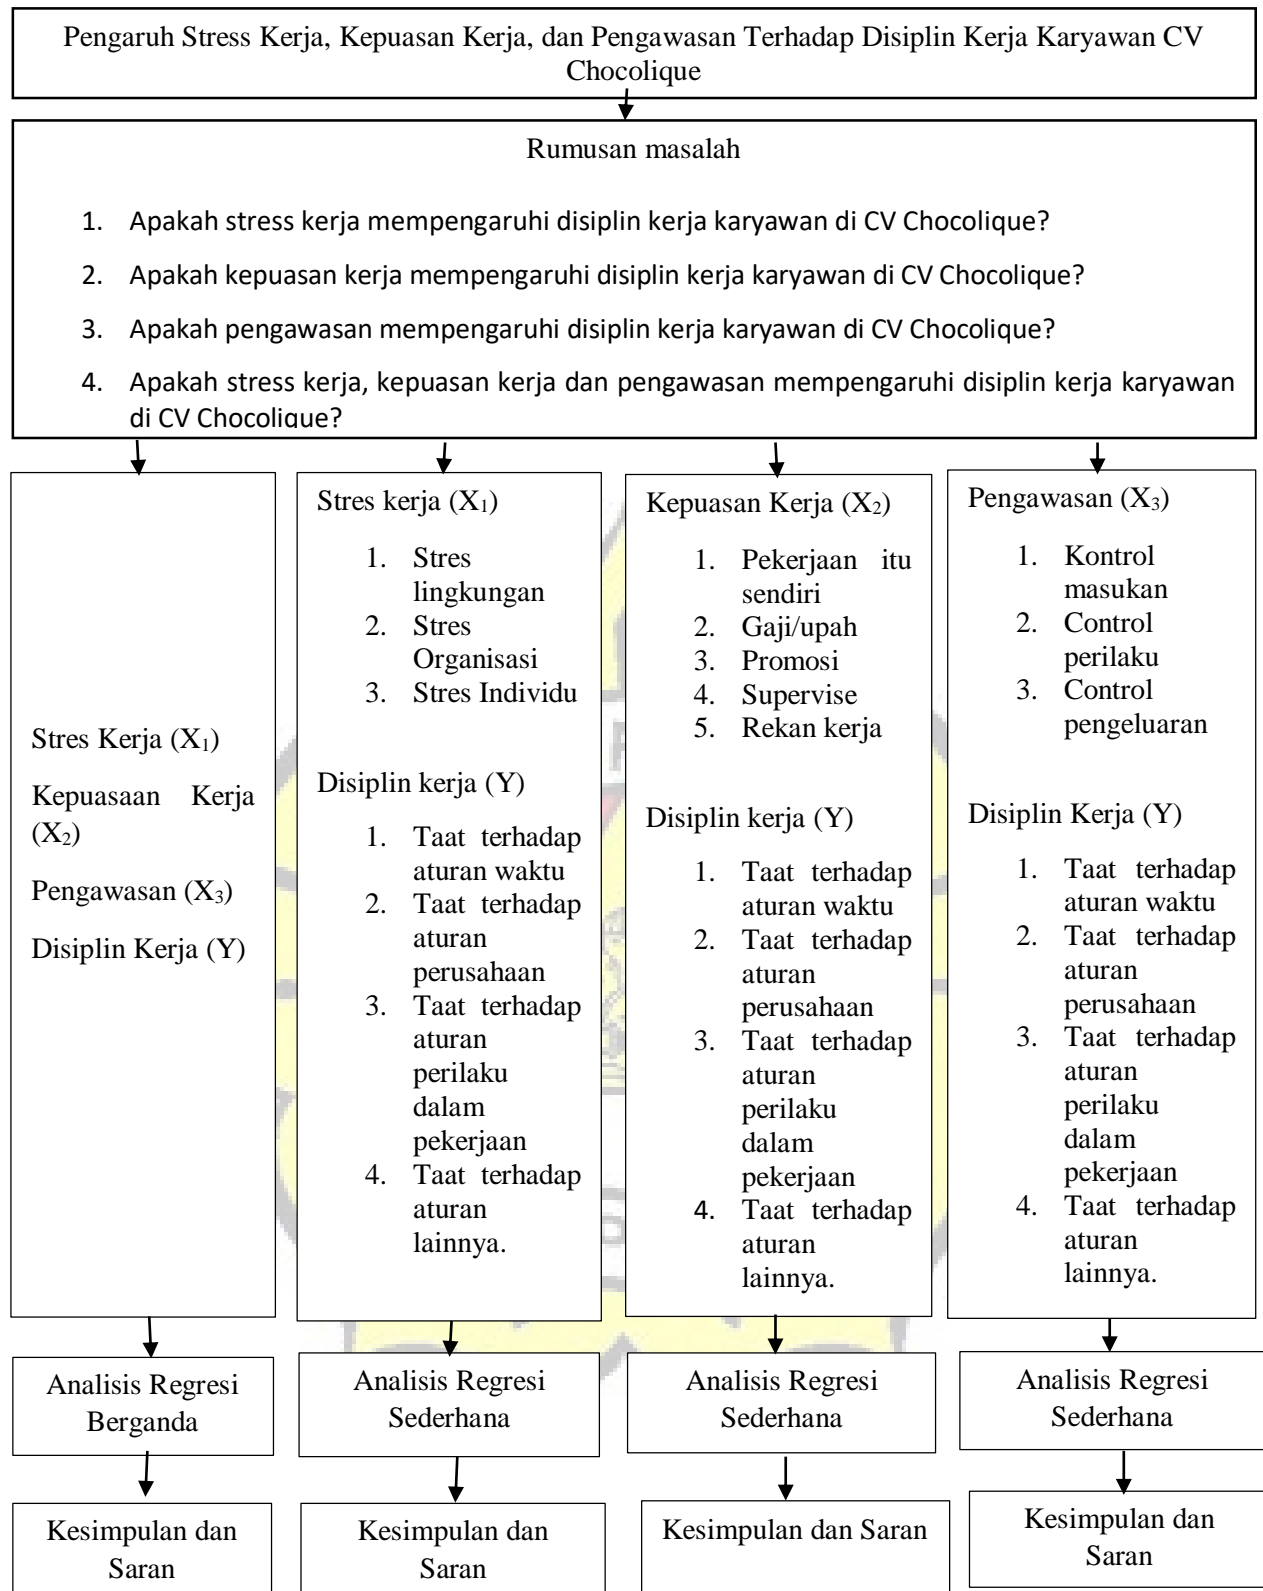 Pengaruh Stress Kerja, Kepuasan Kerja, dan Pengawasan Terhadap Disiplin Kerja Karyawan CV
Chocolique
Rumusan masalah
1. Apakah stress kerja mempengaruhi disiplin kerja karyawan di CV Chocolique?
2. Apakah kepuasan kerja mempengaruhi disiplin kerja karyawan di CV Chocolique?
3. Apakah pengawasan mempengaruhi disiplin kerja karyawan di CV Chocolique?
4. Apakah stress kerja, kepuasan kerja dan pengawasan mempengaruhi disiplin kerja karyawan
di CV Chocolique?
Stres Kerja (X₁)
Kepuasaan Kerja
(X₂)
Pengawasan (X₃)
Disiplin Kerja (Y)
Analisis Regresi
Berganda
Kesimpulan dan
Saran
Stres kerja (X₁)
1. Stres
lingkungan
2. Stres
Organisasi
3. Stres Individu
Disiplin kerja (Y)
1. Taat terhadap
aturan waktu
2. Taat terhadap
aturan
perusahaan
3. Taat terhadap
aturan
perilaku
dalam
pekerjaan
4. Taat terhadap
aturan
lainnya.
Analisis Regresi
Sederhana
Kesimpulan dan
Saran
Kepuasan Kerja (X₂)
1. Pekerjaan itu
sendiri
2. Gaji/upah
3. Promosi
4. Supervise
5. Rekan kerja
Disiplin kerja (Y)
1. Taat terhadap
aturan waktu
2. Taat terhadap
aturan
perusahaan
3. Taat terhadap
aturan
perilaku
dalam
pekerjaan
4. Taat terhadap
aturan
lainnya.
Analisis Regresi
Sederhana
Kesimpulan dan Saran
Pengawasan (X₃)
1. Kontrol
masukan
2. Control
perilaku
3. Control
pengeluaran
Disiplin Kerja (Y)
1. Taat terhadap
aturan waktu
2. Taat terhadap
aturan
perusahaan
3. Taat terhadap
aturan
perilaku
dalam
pekerjaan
4. Taat terhadap
aturan
lainnya.
Analisis Regresi
Sederhana
Kesimpulan dan
Saran